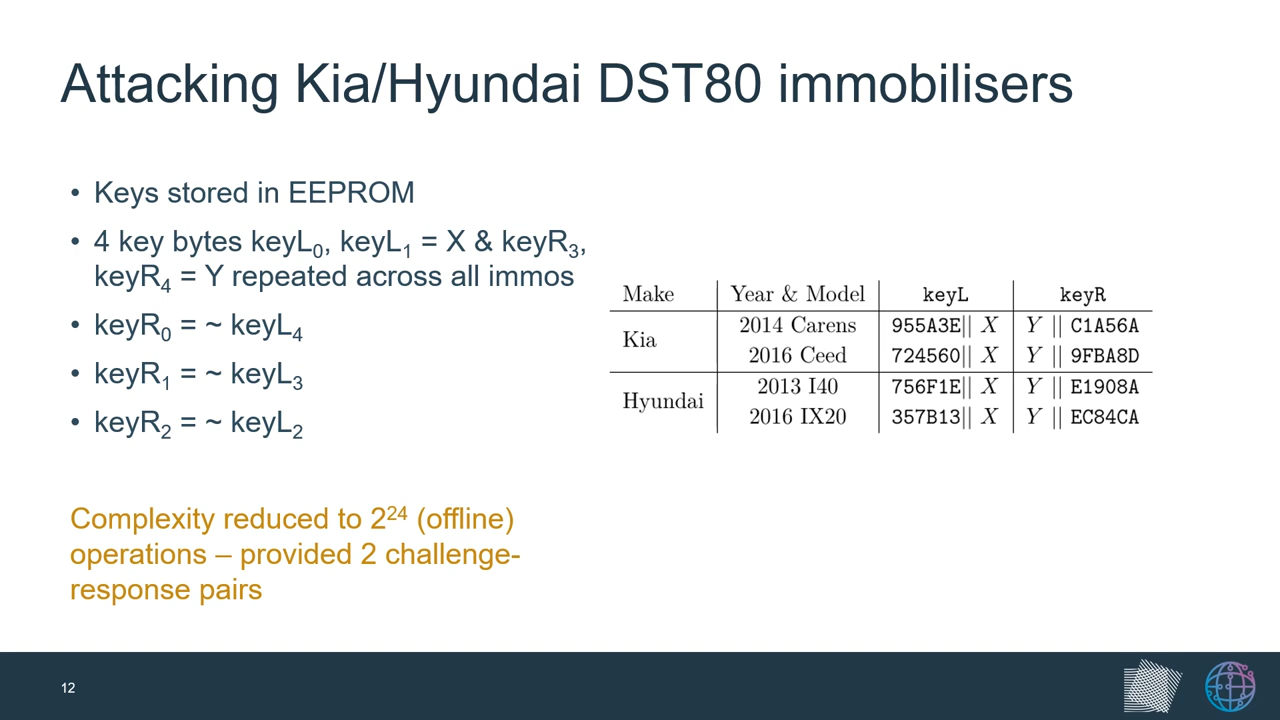 Attacking Kia/Hyundai DST80 immobilisers
• Keys stored in EEPROM
• 4 key bytes keyL₀, keyL₁ = X & keyR₃,
keyR₄ = Y repeated across all immos
• keyR₀ = ~ keyL₄
• keyR₁ = ~ keyL₃
• keyR₂ = ~ keyL₂
Complexity reduced to 2²⁴ (offline)
operations – provided 2 challenge-
response pairs
Make Year & Model keyL keyR
Kia 2014 Carens 955A3E|| X Y || C1A56A
2016 Ceed 724560|| X Y || 9FBA8D
Hyundai 2013 I40 756F1E|| X Y || E1908A
2016 IX20 357B13|| X Y || EC84CA
12